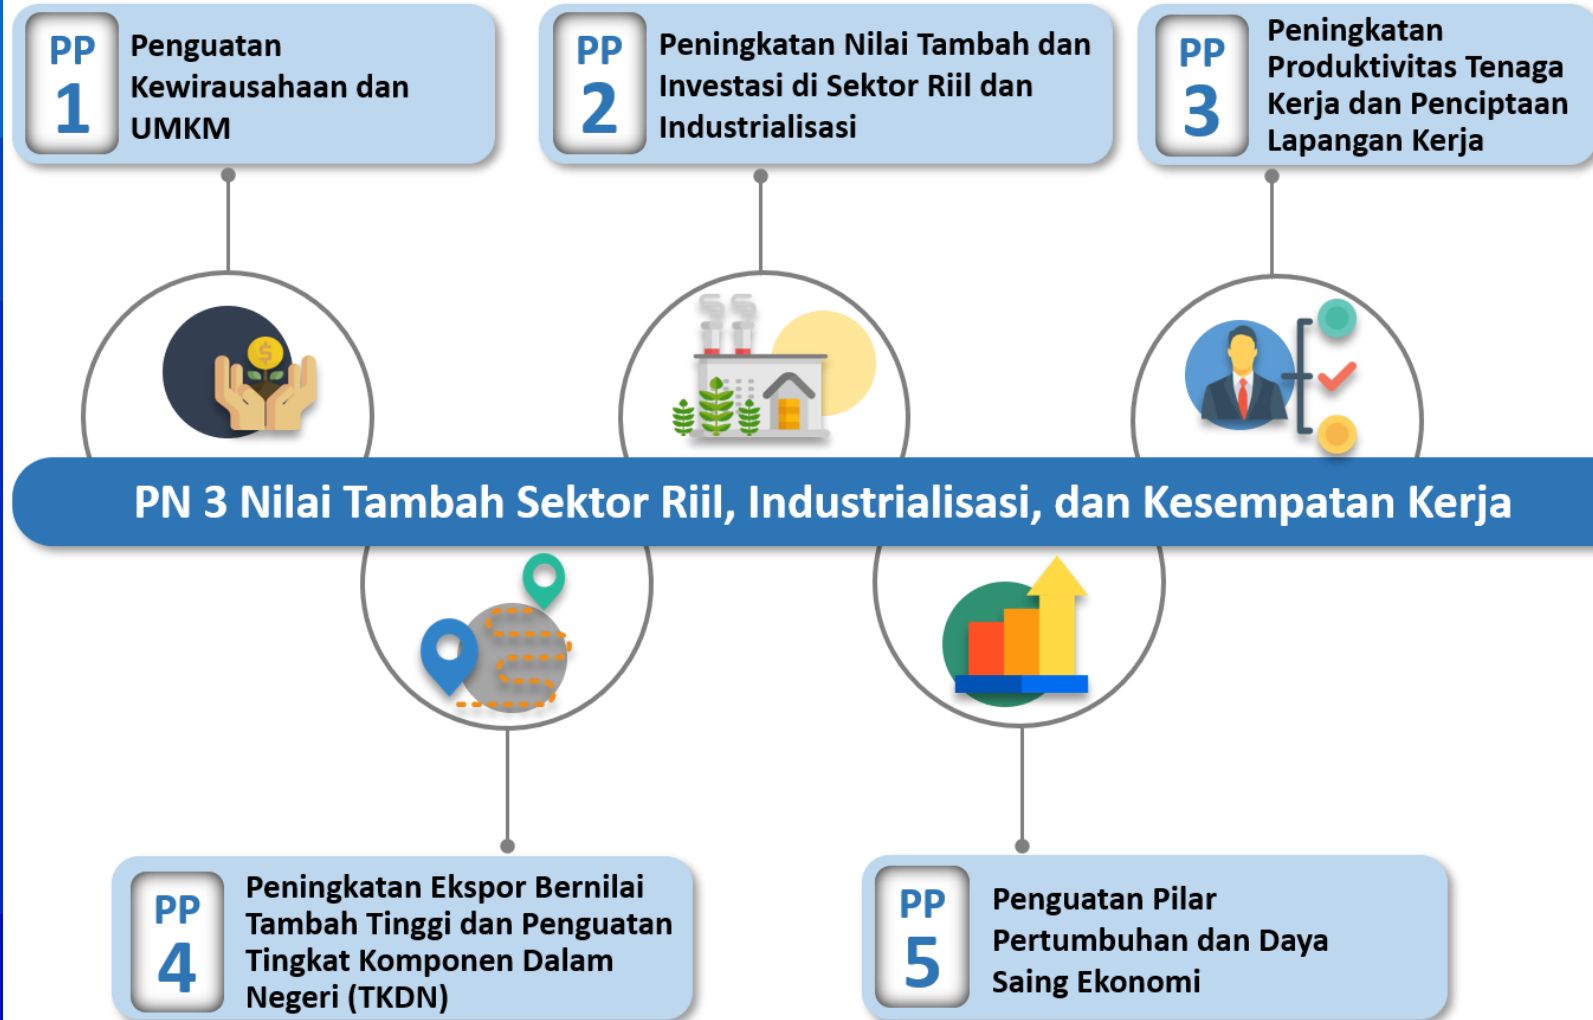 PP
1
Penguatan
Kewirausahaan dan
UMKM
PP
2
Peningkatan Nilai Tambah dan
Investasi di Sektor Riil dan
Industrialisasi
PP
3
Peningkatan
Produktivitas Tenaga
Kerja dan Penciptaan
Lapangan Kerja
$
PN 3 Nilai Tambah Sektor Riil, Industrialisasi, dan Kesempatan Kerja
PP
4
Peningkatan Ekspor Bernilai
Tambah Tinggi dan Penguatan
Tingkat Komponen Dalam
Negeri (TKDN)
PP
5
Penguatan Pilar
Pertumbuhan dan Daya
Saing Ekonomi